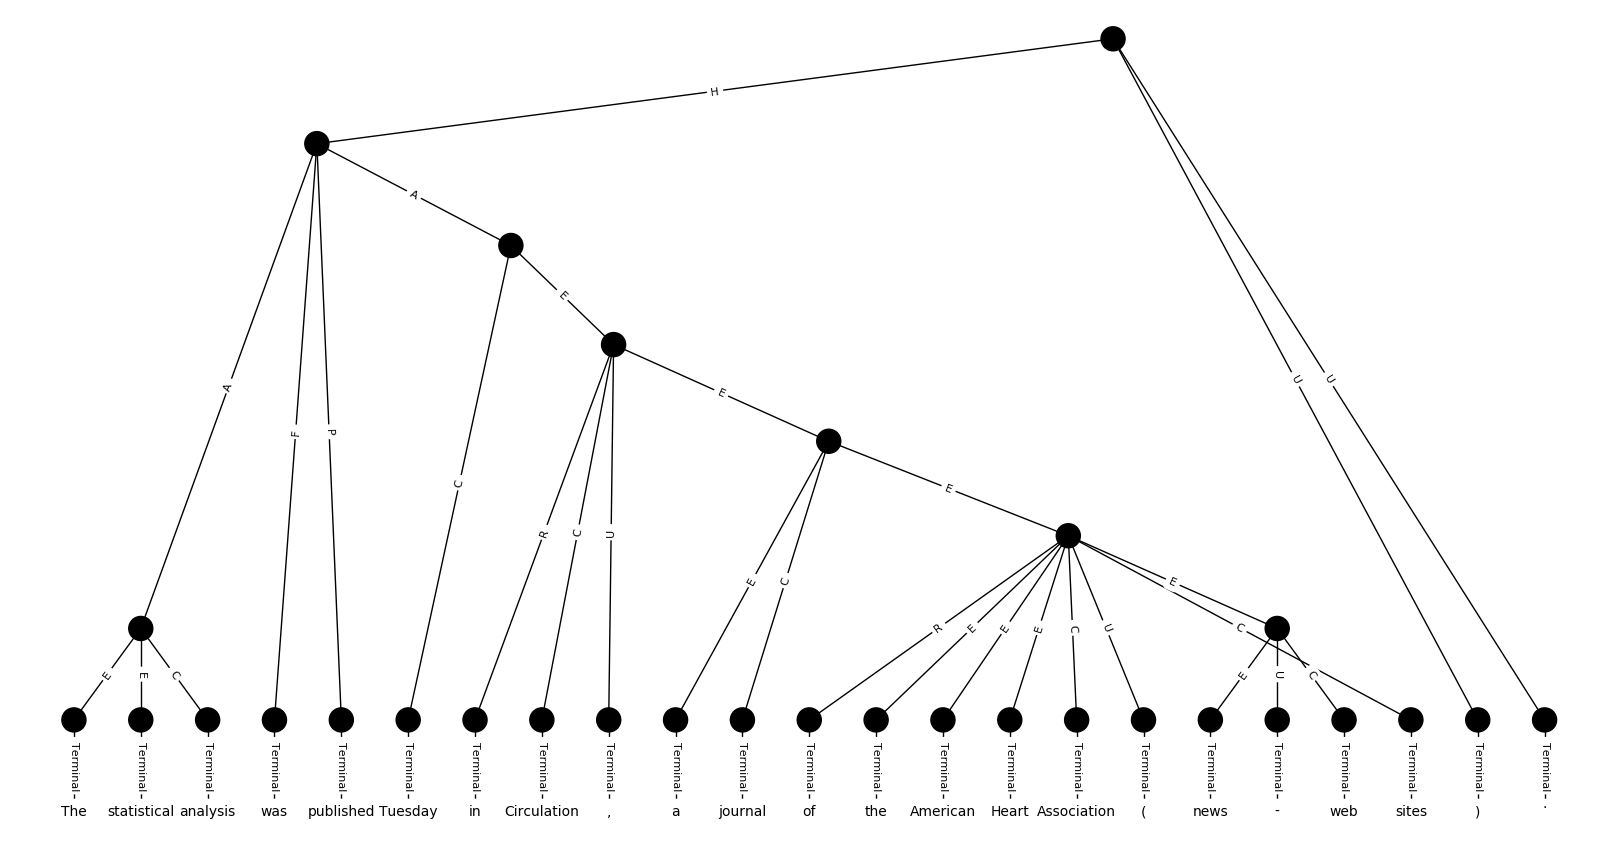 H
A
E
E
A
F
P
C
R
C
U
E
U
U
E
C
R
E
E
E
C
U
E
C
E
E
C
E
U
C
Terminal Terminal Terminal Terminal Terminal Terminal Terminal Terminal Terminal Terminal Terminal Terminal Terminal Terminal Terminal Terminal Terminal Terminal Terminal Terminal Terminal Terminal Terminal
The statistical analysis was published Tuesday in Circulation , a journal of the American Heart Association ( news - web sites ) .